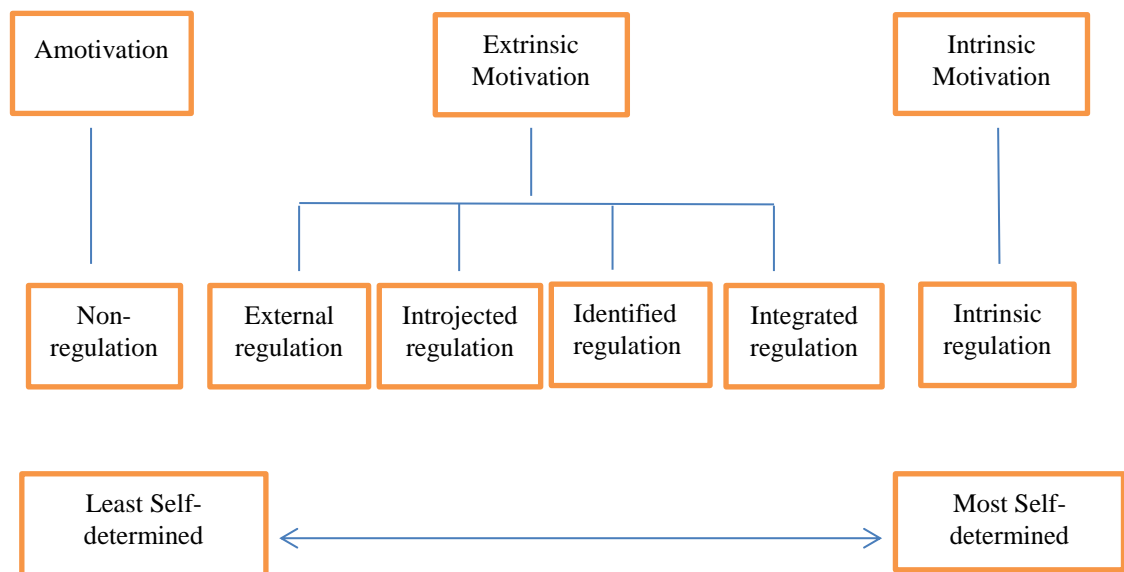 Amotivation
Extrinsic
Motivation
Intrinsic
Motivation
Non-
regulation
External
regulation
Introjected
regulation
Identified
regulation
Integrated
regulation
Intrinsic
regulation
Least Self-
determined
Most Self-
determined